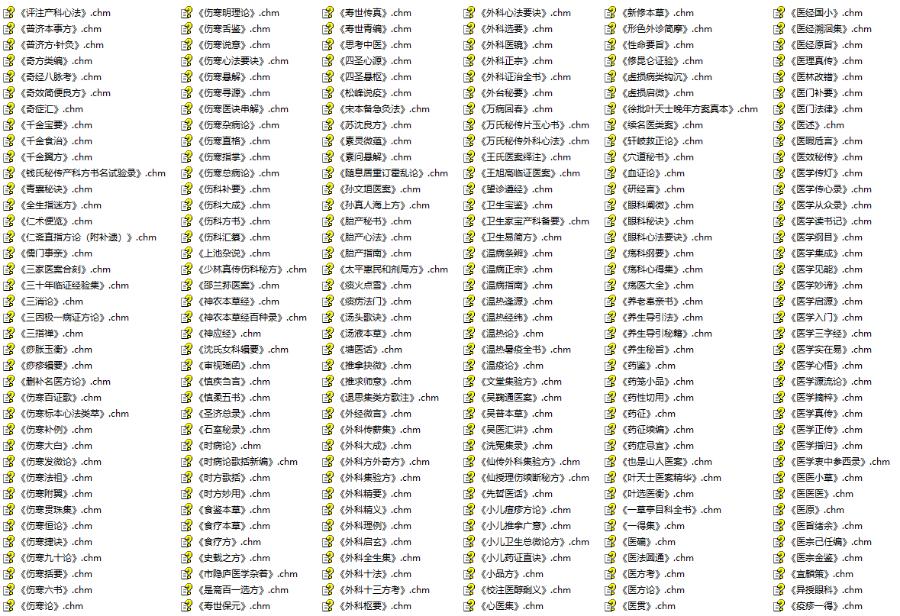 《评注产科心法》.chm
《普济本事方》.chm
《普济方·针灸》.chm
《奇方类编》.chm
《奇经八脉考》.chm
《奇效简便良方》.chm
《奇症汇》.chm
《千金宝要》.chm
《千金食治》.chm
《千金翼方》.chm
《钱氏秘传产科方书名试验录》.chm
《青囊秘诀》.chm
《全生指迷方》.chm
《仁术便览》.chm
《仁斋直指方论（附补遗）》.chm
《儒门事亲》.chm
《三家医案合刻》.chm
《三十年临证经验集》.chm
《三消论》.chm
《三因极一病证方论》.chm
《三指禅》.chm
《痧胀玉衡》.chm
《痧疹辑要》.chm
《删补名医方论》.chm
《伤寒百证歌》.chm
《伤寒标本心法类萃》.chm
《伤寒补例》.chm
《伤寒大白》.chm
《伤寒发微论》.chm
《伤寒法祖》.chm
《伤寒附翼》.chm
《伤寒贯珠集》.chm
《伤寒恒论》.chm
《伤寒捷诀》.chm
《伤寒九十论》.chm
《伤寒括要》.chm
《伤寒六书》.chm
《伤寒论》.chm
《伤寒明理论》.chm
《伤寒舌鉴》.chm
《伤寒说意》.chm
《伤寒心法要诀》.chm
《伤寒悬解》.chm
《伤寒寻源》.chm
《伤寒医诀串解》.chm
《伤寒杂病论》.chm
《伤寒直格》.chm
《伤寒指掌》.chm
《伤寒总病论》.chm
《伤科补要》.chm
《伤科大成》.chm
《伤科方书》.chm
《伤科汇纂》.chm
《上池杂说》.chm
《少林真传伤科秘方》.chm
《邵兰荪医案》.chm
《神农本草经》.chm
《神农本草经百种录》.chm
《神应经》.chm
《沈氏女科辑要》.chm
《审视瑶函》.chm
《慎疾刍言》.chm
《慎柔五书》.chm
《圣济总录》.chm
《石室秘录》.chm
《时病论》.chm
《时病论歌括新编》.chm
《时方歌括》.chm
《时方妙用》.chm
《食鉴本草》.chm
《食疗本草》.chm
《食疗方》.chm
《史载之方》.chm
《市隐庐医学杂着》.chm
《是斋百一选方》.chm
《寿世保元》.chm
《寿世传真》.chm
《寿世青编》.chm
《思考中医》.chm
《四圣心源》.chm
《四圣悬枢》.chm
《松峰说疫》.chm
《宋本备急灸法》.chm
《苏沈良方》.chm
《素灵微蕴》.chm
《素问悬解》.chm
《随息居重订霍乱论》.chm
《孙文垣医案》.chm
《孙真人海上方》.chm
《胎产秘书》.chm
《胎产心法》.chm
《胎产指南》.chm
《太平惠民和剂局方》.chm
《痰火点雪》.chm
《痰疠法门》.chm
《汤头歌诀》.chm
《汤液本草》.chm
《塘医话》.chm
《推拿抉微》.chm
《推求师意》.chm
《退思集类方歌注》.chm
《外经微言》.chm
《外科传薪集》.chm
《外科大成》.chm
《外科方外奇方》.chm
《外科集验方》.chm
《外科精要》.chm
《外科精义》.chm
《外科理例》.chm
《外科启玄》.chm
《外科全生集》.chm
《外科十法》.chm
《外科十三方考》.chm
《外科枢要》.chm
《外科心法要诀》.chm
《外科选要》.chm
《外科医镜》.chm
《外科正宗》.chm
《外科证治全书》.chm
《外台秘要》.chm
《万病回春》.chm
《万氏秘传片玉心书》.chm
《万氏秘传外科心法》.chm
《王氏医案绎注》.chm
《王旭高临证医案》.chm
《望诊遵经》.chm
《卫生宝鉴》.chm
《卫生家宝产科备要》.chm
《卫生易简方》.chm
《温病条辨》.chm
《温病正宗》.chm
《温病指南》.chm
《温热逢源》.chm
《温热经纬》.chm
《温热论》.chm
《温热暑疫全书》.chm
《温疫论》.chm
《文堂集验方》.chm
《吴鞠通医案》.chm
《吴普本草》.chm
《吴医汇讲》.chm
《洗冤集录》.chm
《仙传外科集验方》.chm
《仙授理伤续断秘方》.chm
《先哲医话》.chm
《小儿痘疹方论》.chm
《小儿推拿广意》.chm
《小儿卫生总微论方》.chm
《小儿药证直诀》.chm
《小品方》.chm
《校注医醇剩义》.chm
《心医集》.chm
《新修本草》.chm
《形色外诊简摩》.chm
《性命要旨》.chm
《修昆仑证验》.chm
《虚损病类钩沉》.chm
《虚损启微》.chm
《徐批叶天士晚年方案真本》.chm
《续名医类案》.chm
《轩岐救正论》.chm
《穴道秘书》.chm
《血证论》.chm
《研经言》.chm
《眼科阐微》.chm
《眼科秘诀》.chm
《眼科心法要诀》.chm
《疡科纲要》.chm
《疡科心得集》.chm
《疡医大全》.chm
《养老奉亲书》.chm
《养生导引法》.chm
《养生导引秘籍》.chm
《养生秘旨》.chm
《药鉴》.chm
《药笼小品》.chm
《药性切用》.chm
《药征》.chm
《药征续编》.chm
《药症忌宜》.chm
《也是山人医案》.chm
《叶天士医案精华》.chm
《叶选医衡》.chm
《一草亭目科全书》.chm
《一得集》.chm
《医碥》.chm
《医法圆通》.chm
《医方考》.chm
《医方论》.chm
《医贯》.chm
《医经国小》.chm
《医经溯洄集》.chm
《医经原旨》.chm
《医理真传》.chm
《医林改错》.chm
《医门补要》.chm
《医门法律》.chm
《医述》.chm
《医暇卮言》.chm
《医效秘传》.chm
《医学传灯》.chm
《医学传心录》.chm
《医学从众录》.chm
《医学读书记》.chm
《医学纲目》.chm
《医学集成》.chm
《医学见能》.chm
《医学妙谛》.chm
《医学启源》.chm
《医学入门》.chm
《医学三字经》.chm
《医学实在易》.chm
《医学心悟》.chm
《医学源流论》.chm
《医学摘粹》.chm
《医学真传》.chm
《医学正传》.chm
《医学指归》.chm
《医学衷中参西录》.chm
《医医小草》.chm
《医医医》.chm
《医原》.chm
《医旨绪余》.chm
《医宗己任编》.chm
《医宗金鉴》.chm
《宜麟策》.chm
《异授眼科》.chm
《疫疹一得》.chm